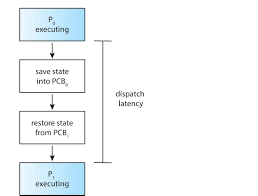 P₀
executing
save state
into PCB₀
dispatch
latency
restore state
from PCB₁
P₁
executing